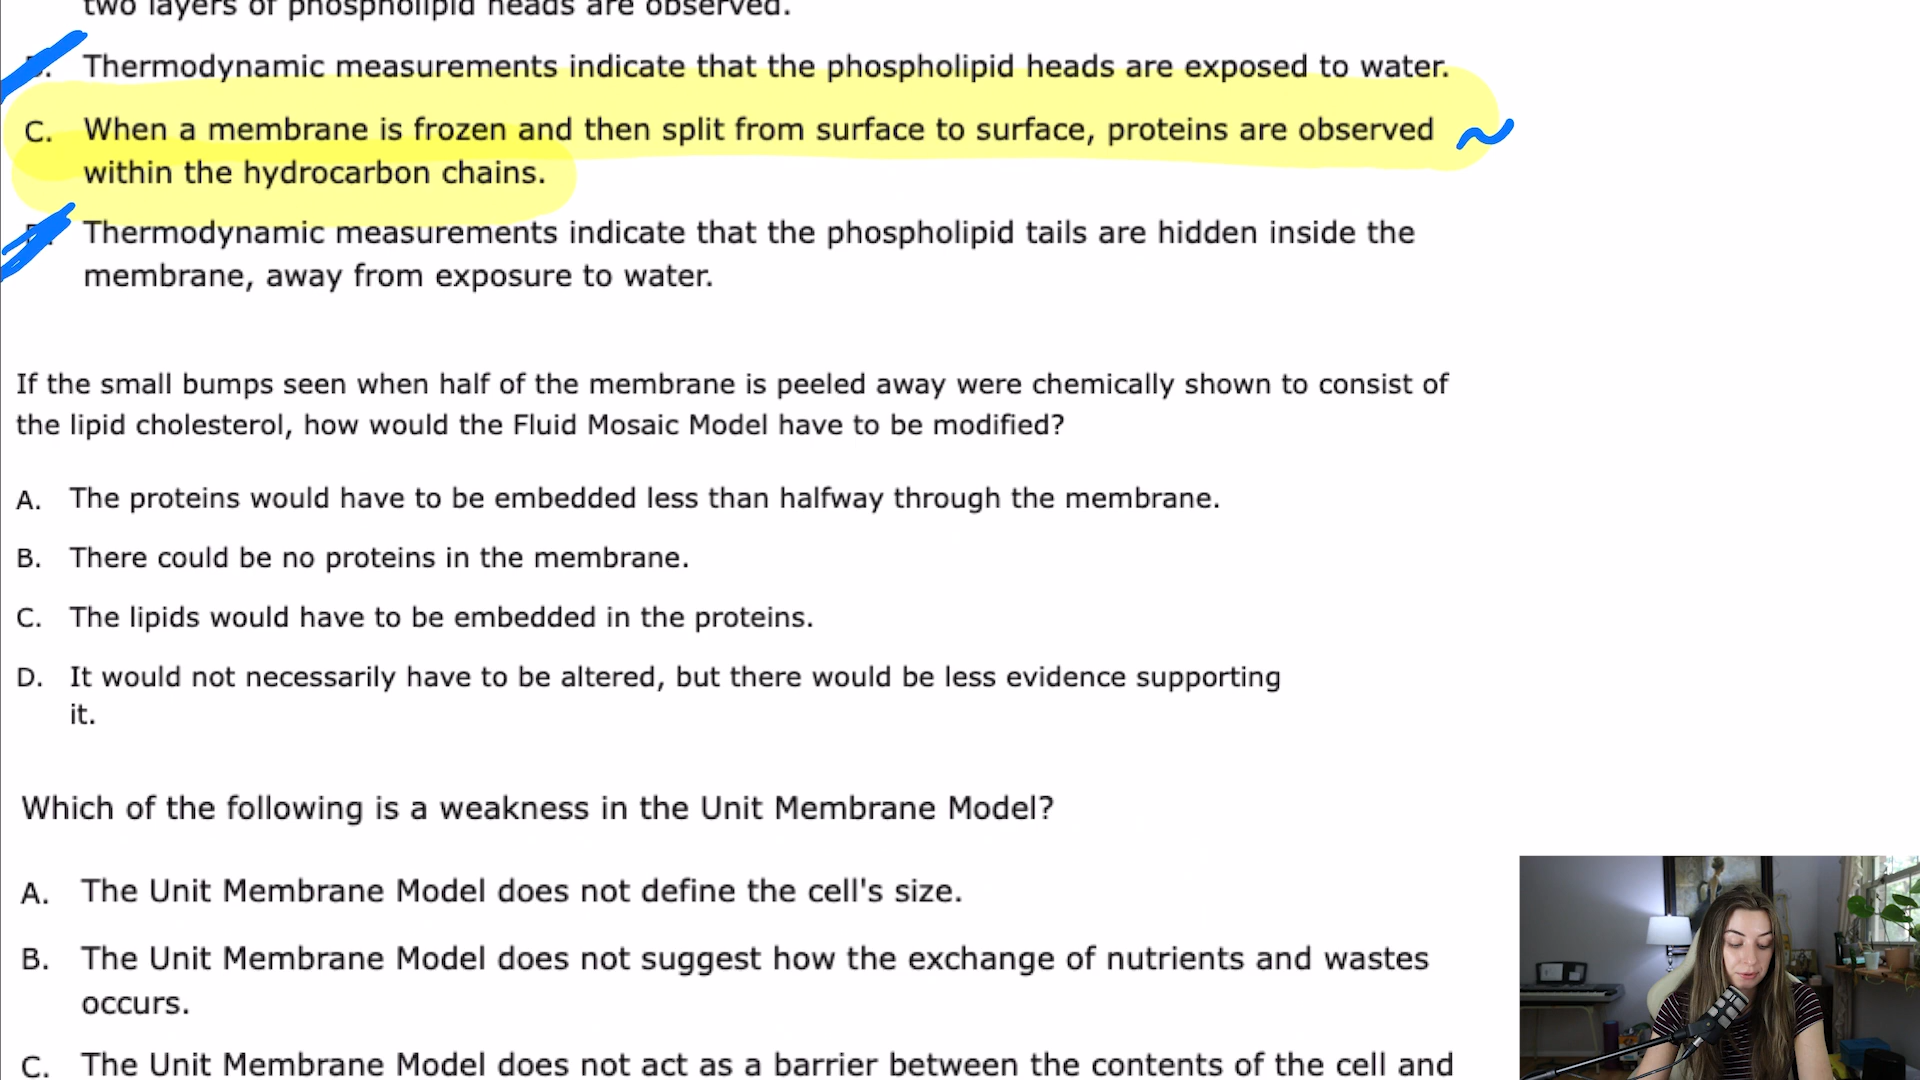 two layers of phospholipid heads are observed.
Thermodynamic measurements indicate that the phospholipid heads are exposed to water.
C. When a membrane is frozen and then split from surface to surface, proteins are observed
within the hydrocarbon chains.
Thermodynamic measurements indicate that the phospholipid tails are hidden inside the
membrane, away from exposure to water.
If the small bumps seen when half of the membrane is peeled away were chemically shown to consist of
the lipid cholesterol, how would the Fluid Mosaic Model have to be modified?
A. The proteins would have to be embedded less than halfway through the membrane.
B. There could be no proteins in the membrane.
C. The lipids would have to be embedded in the proteins.
D. It would not necessarily have to be altered, but there would be less evidence supporting
it.
Which of the following is a weakness in the Unit Membrane Model?
A. The Unit Membrane Model does not define the cell's size.
B. The Unit Membrane Model does not suggest how the exchange of nutrients and wastes
occurs.
C. The Unit Membrane Model does not act as a barrier between the contents of the cell and